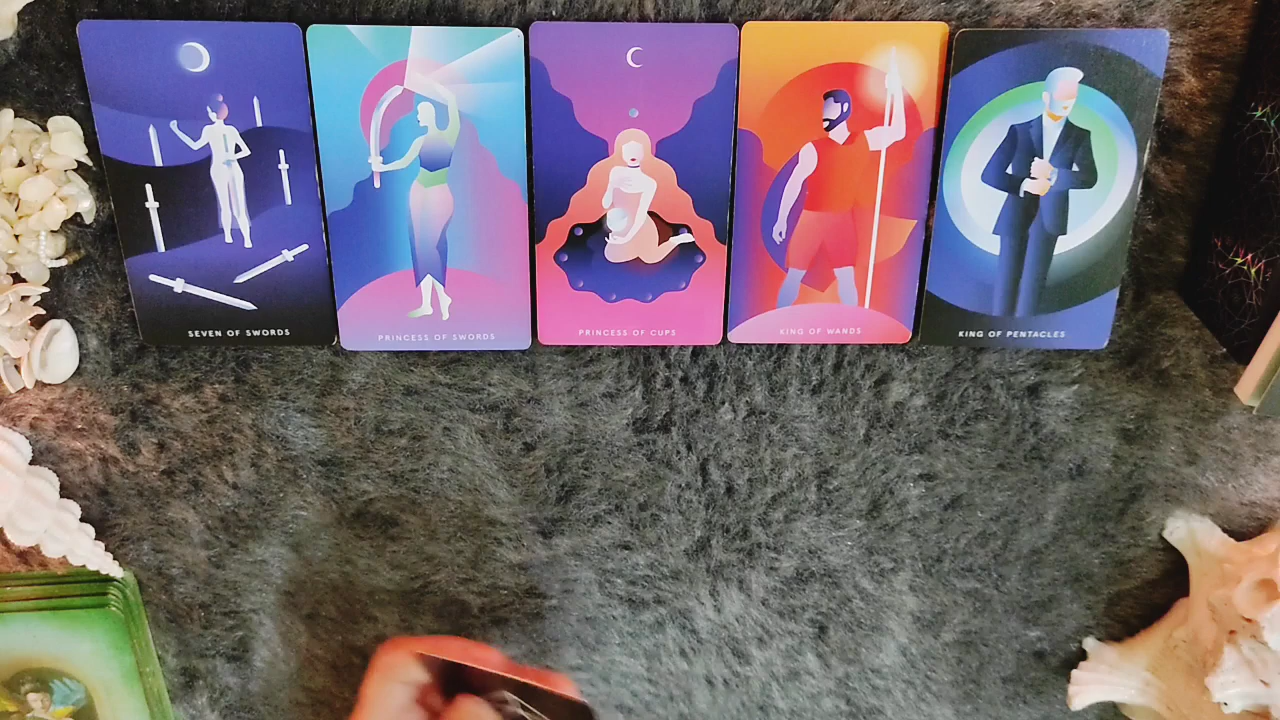 SEVEN OF SWORDS
PRINCESS OF SWORDS
PRINCESS OF CUPS
KING OF WANDS
KING OF PENTACLES